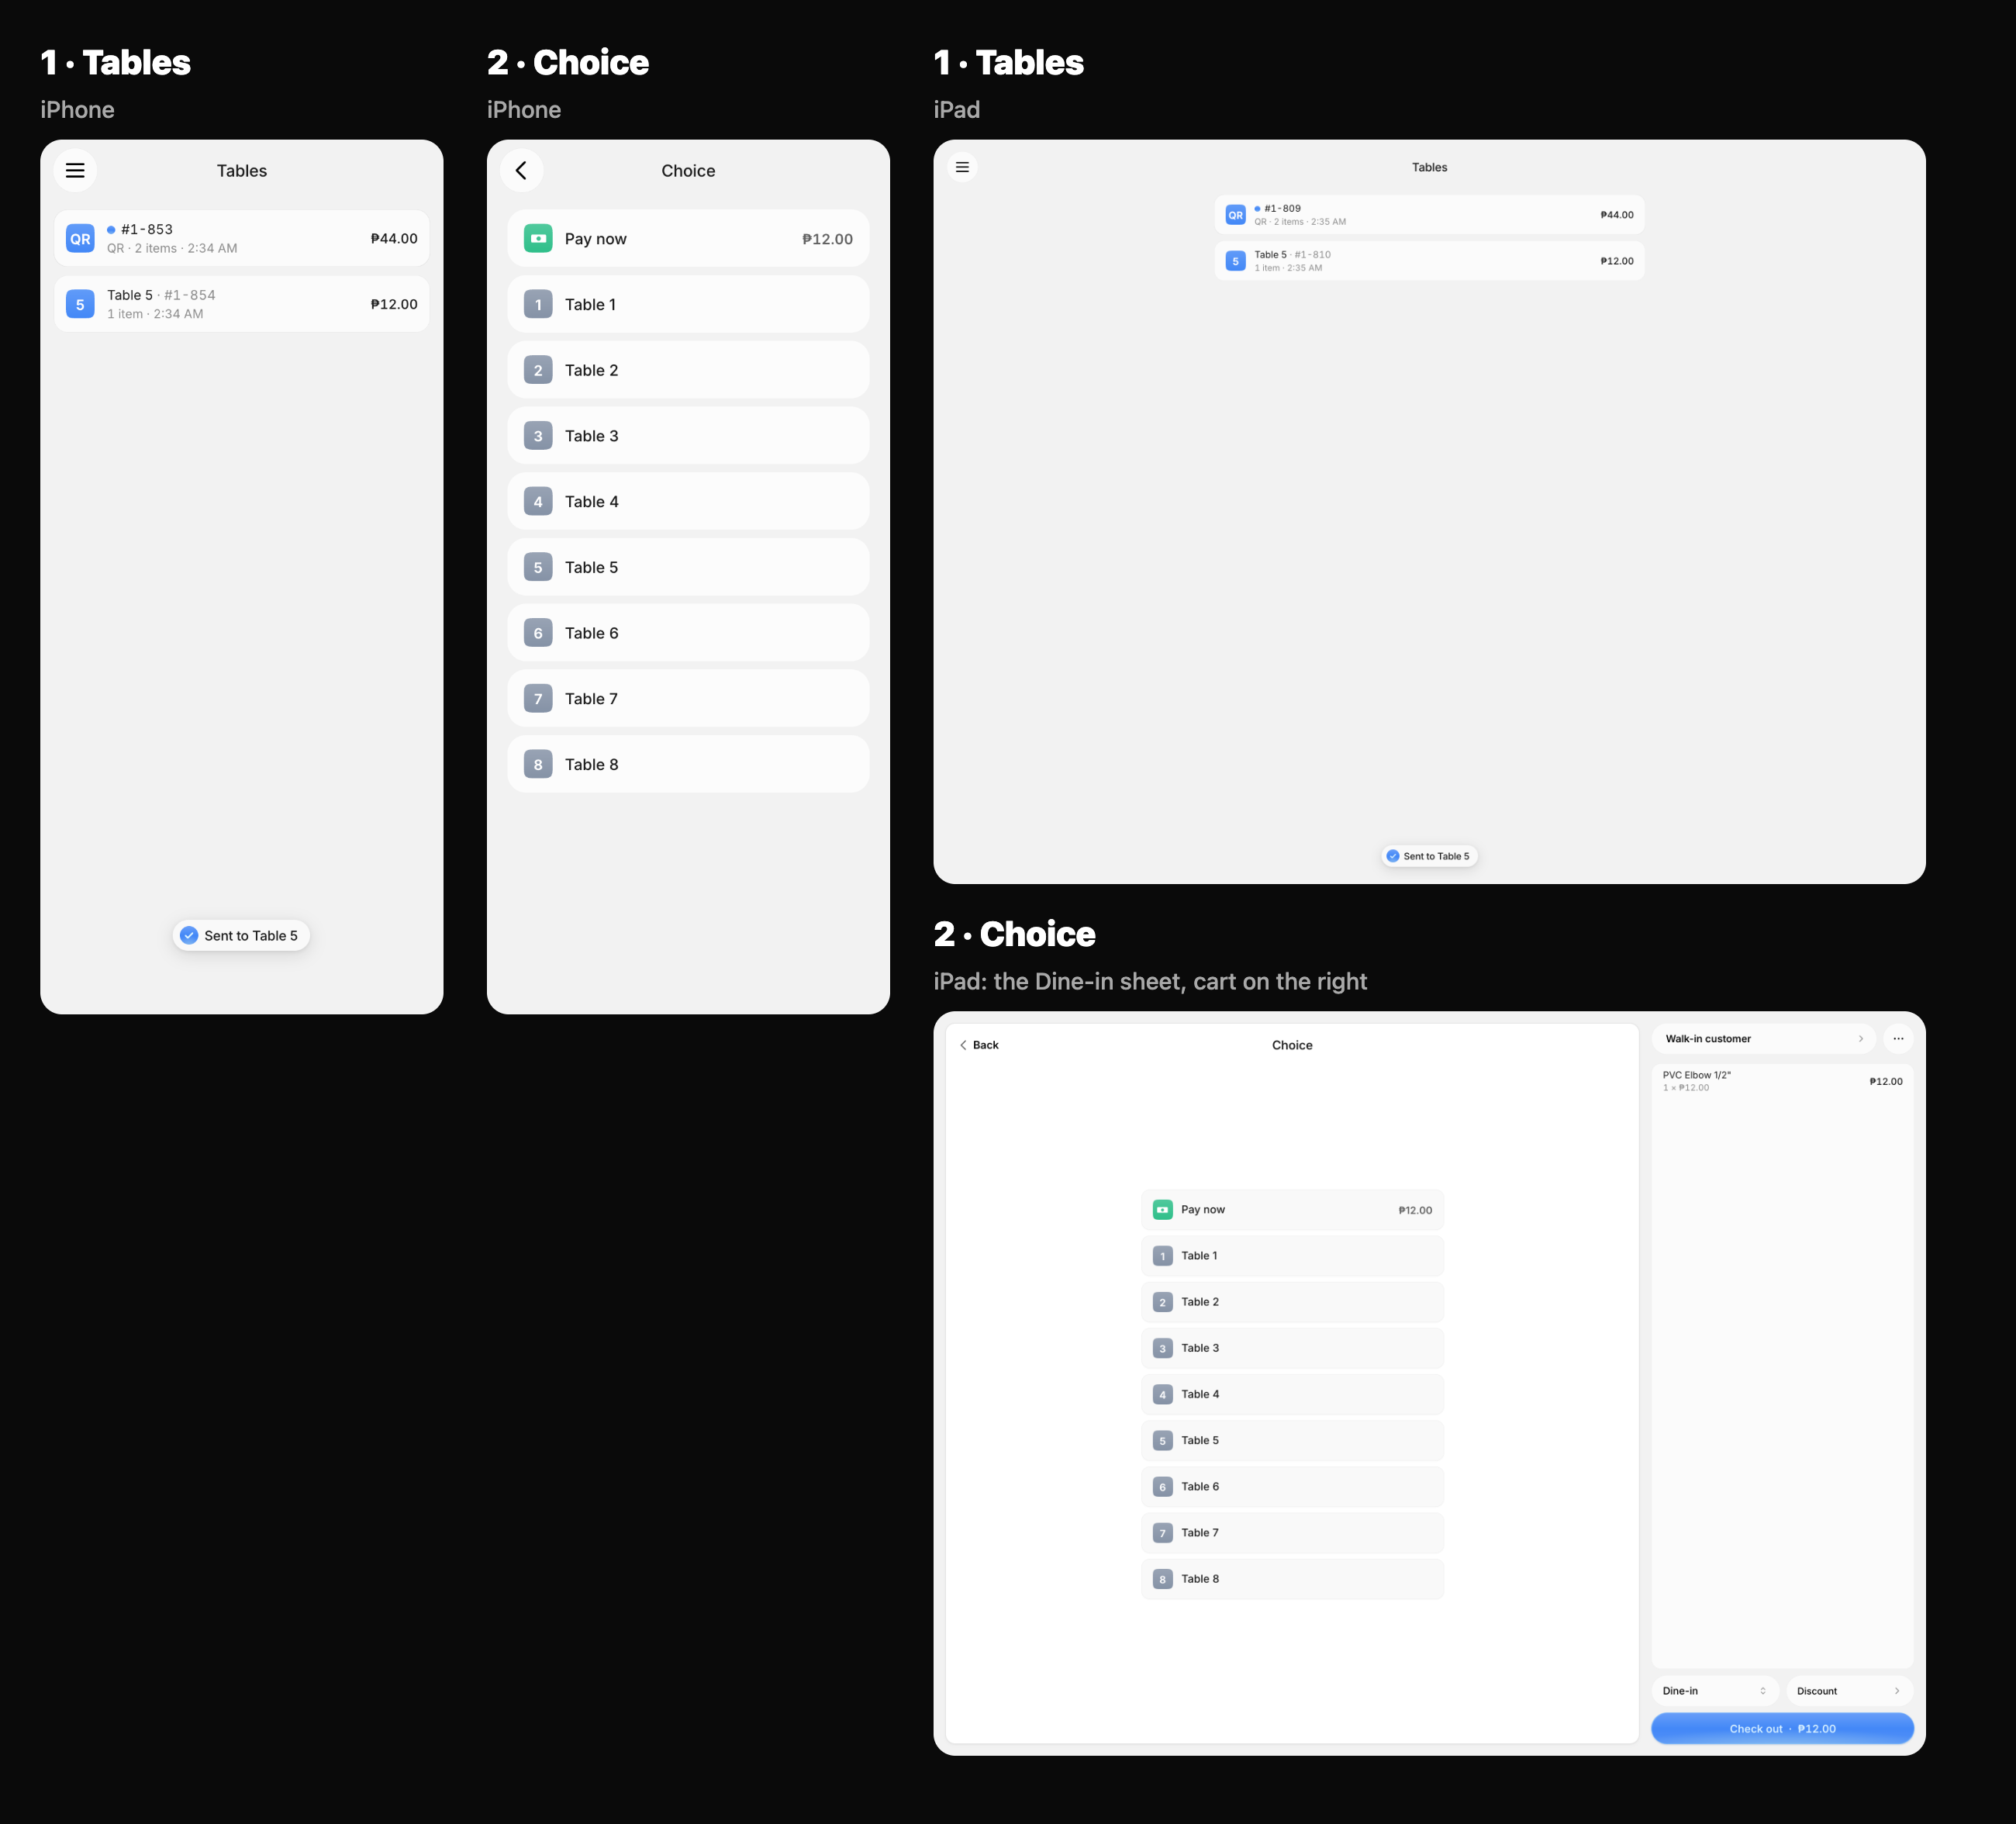 1 · Tables
iPhone
Tables
QR
#1-853
QR · 2 items · 2:34 AM
₱44.00
5
Table 5 · #1-854
1 item · 2:34 AM
₱12.00
Sent to Table 5
2 · Choice
iPhone
Choice
Pay now
₱12.00
1
Table 1
2
Table 2
3
Table 3
4
Table 4
5
Table 5
6
Table 6
7
Table 7
8
Table 8
1 · Tables
iPad
Tables
QR
#1-809
QR · 2 items · 2:35 AM
₱44.00
5
Table 5 · #1-810
1 item · 2:35 AM
₱12.00
Sent to Table 5
2 · Choice
iPad: the Dine-in sheet, cart on the right
Back
Choice
Pay now
₱12.00
1
Table 1
2
Table 2
3
Table 3
4
Table 4
5
Table 5
6
Table 6
7
Table 7
8
Table 8
Walk-in customer
PVC Elbow 1/2"
1 × ₱12.00
₱12.00
Dine-in
Discount
Check out · ₱12.00